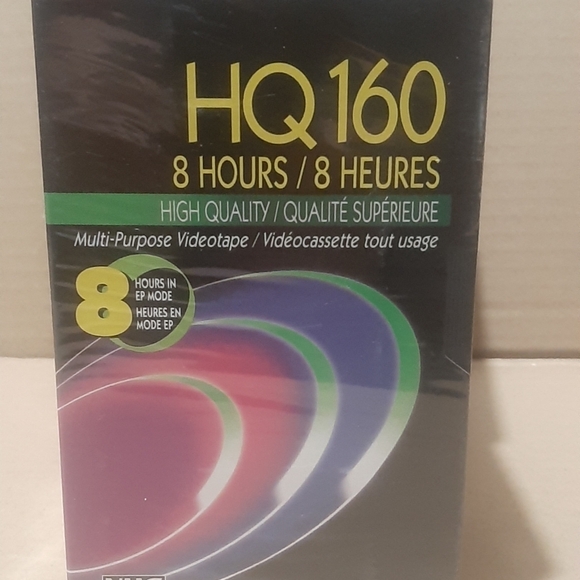 HQ 160
8 HOURS / 8 HEURES
HIGH QUALITY / QUALITÉ SUPÉRIEURE
Multi-Purpose Videotape / Vidéocassette tout usage
8
HOURS IN
EP MODE
HEURES EN
MODE EP